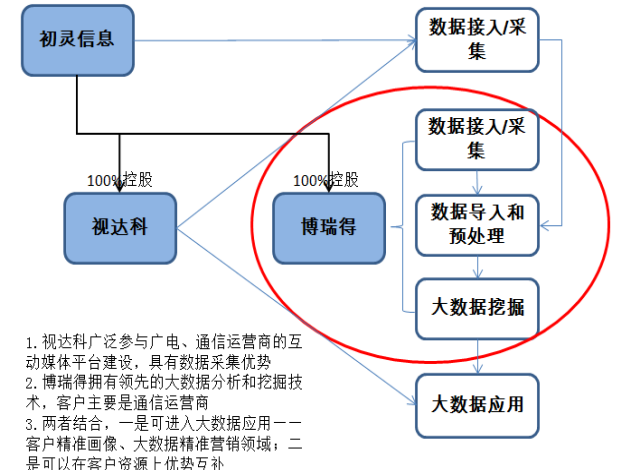 初灵信息
数据接入/采
集
数据接入/采
集
100%控股
100%控股
视达科
博瑞得
数据导入和
预处理
大数据挖掘
大数据应用
1.视达科广泛参与广电、通信运营商的互
动媒体平台建设，具有数据采集优势
2.博瑞得拥有领先的大数据分析和挖掘技
术，客户主要是通信运营商
3.两者结合，一是可进入大数据应用——
客户精准画像、大数据精准营销领域；二
是可以在客户资源上优势互补